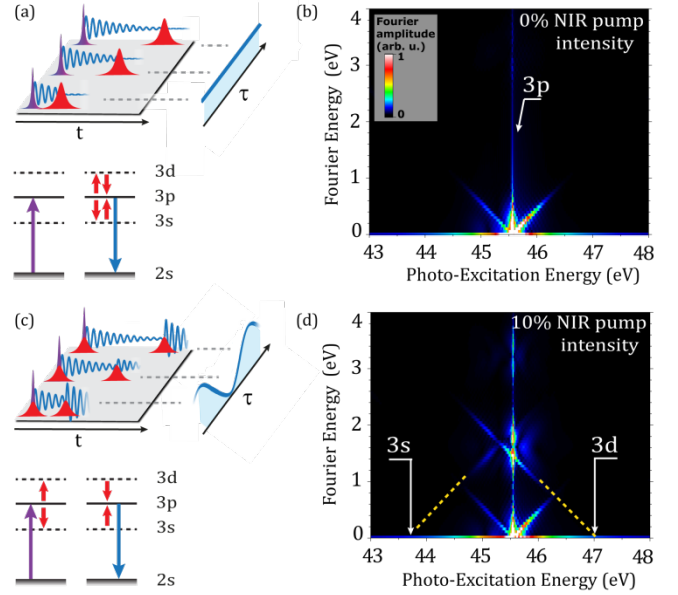 (a)
t
τ
3d
3p
3s
2s
(b)
4
3
2
1
0
Fourier Energy (eV)
Fourier
amplitude
(arb. u.)
1
0
0% NIR pump
intensity
3p
43 44 45 46 47 48
Photo-Excitation Energy (eV)
(c)
t
τ
3d
3p
3s
2s
(d)
4
3
2
1
0
Fourier Energy (eV)
10% NIR pump
intensity
3s
3d
43 44 45 46 47 48
Photo-Excitation Energy (eV)